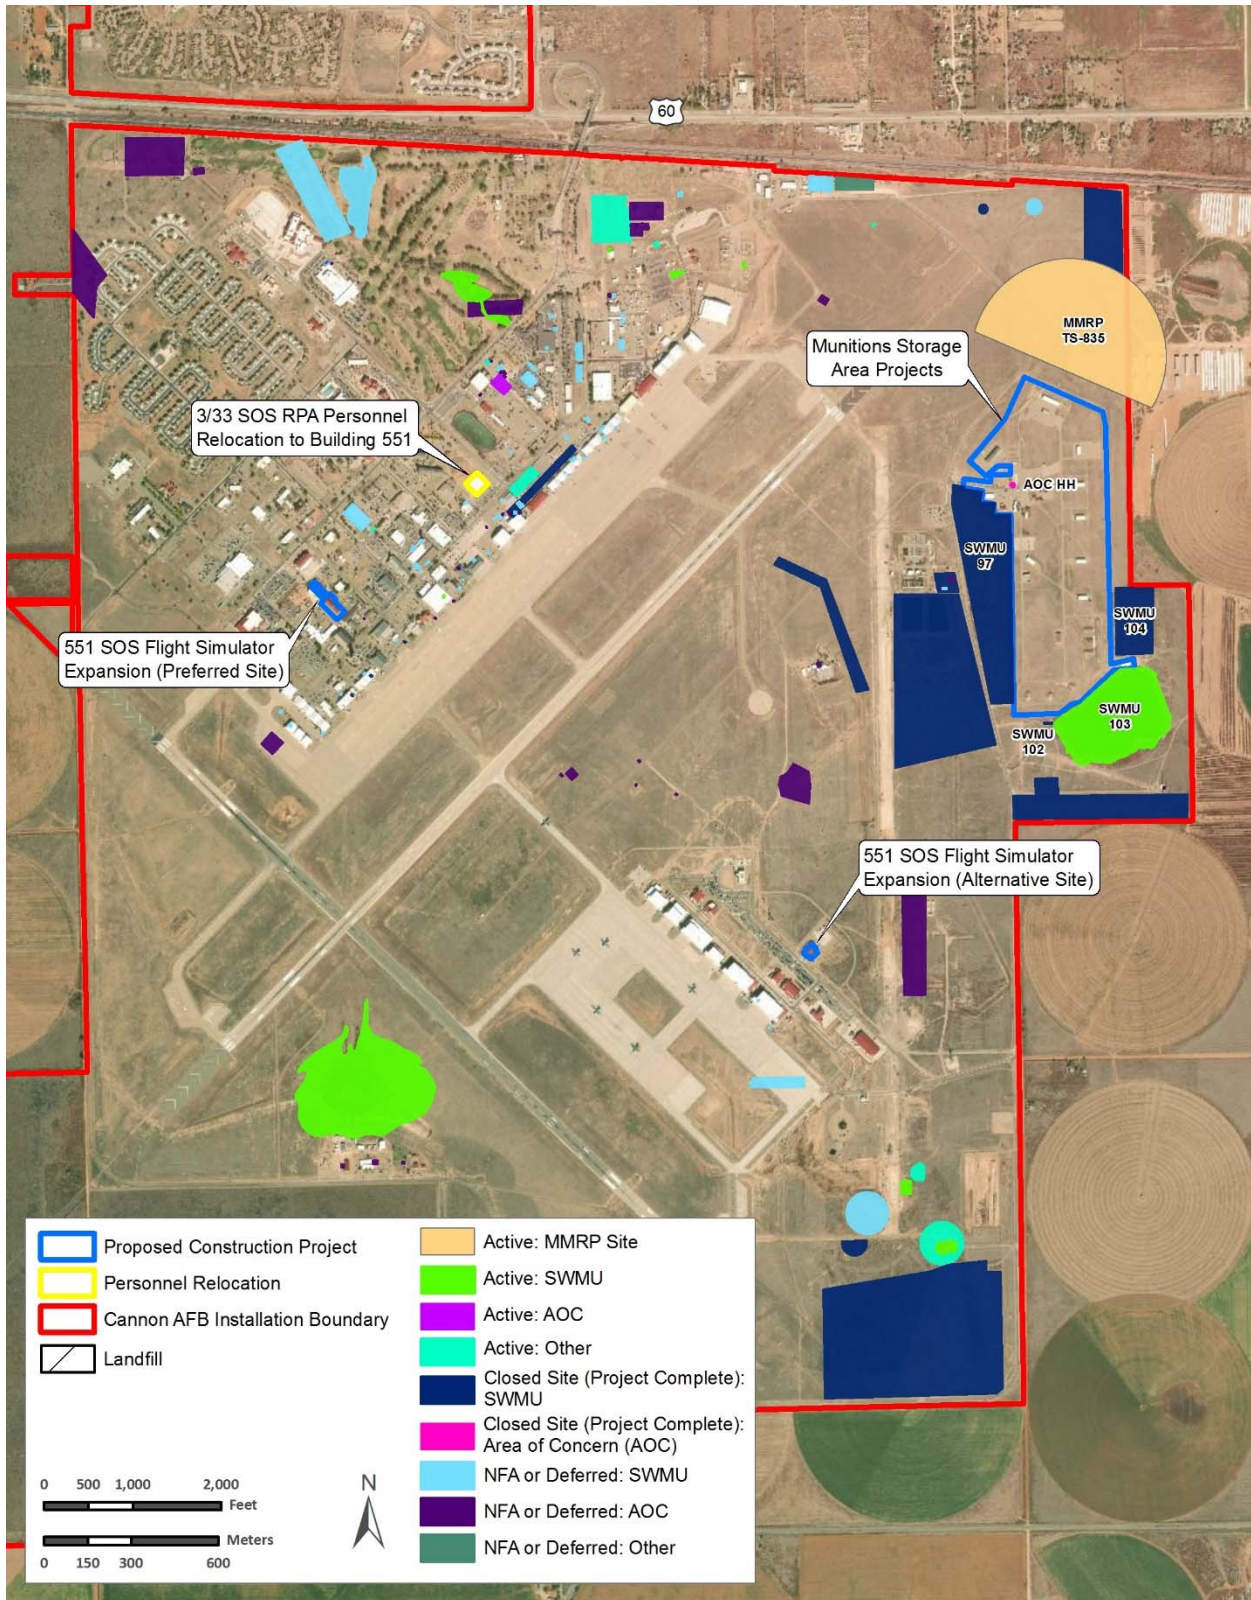 60
MMRP
TS-835
Munitions Storage
Area Projects
3/33 SOS RPA Personnel
Relocation to Building 551
AOC HH
SWMU
97
SWMU
104
551 SOS Flight Simulator
Expansion (Preferred Site)
SWMU
103
SWMU
102
551 SOS Flight Simulator
Expansion (Alternative Site)
Proposed Construction Project
Personnel Relocation
Cannon AFB Installation Boundary
Landfill
Active: MMRP Site
Active: SWMU
Active: AOC
Active: Other
Closed Site (Project Complete):
SWMU
Closed Site (Project Complete):
Area of Concern (AOC)
NFA or Deferred: SWMU
NFA or Deferred: AOC
NFA or Deferred: Other
0 500 1,000 2,000
Feet
Meters
0 150 300 600
N